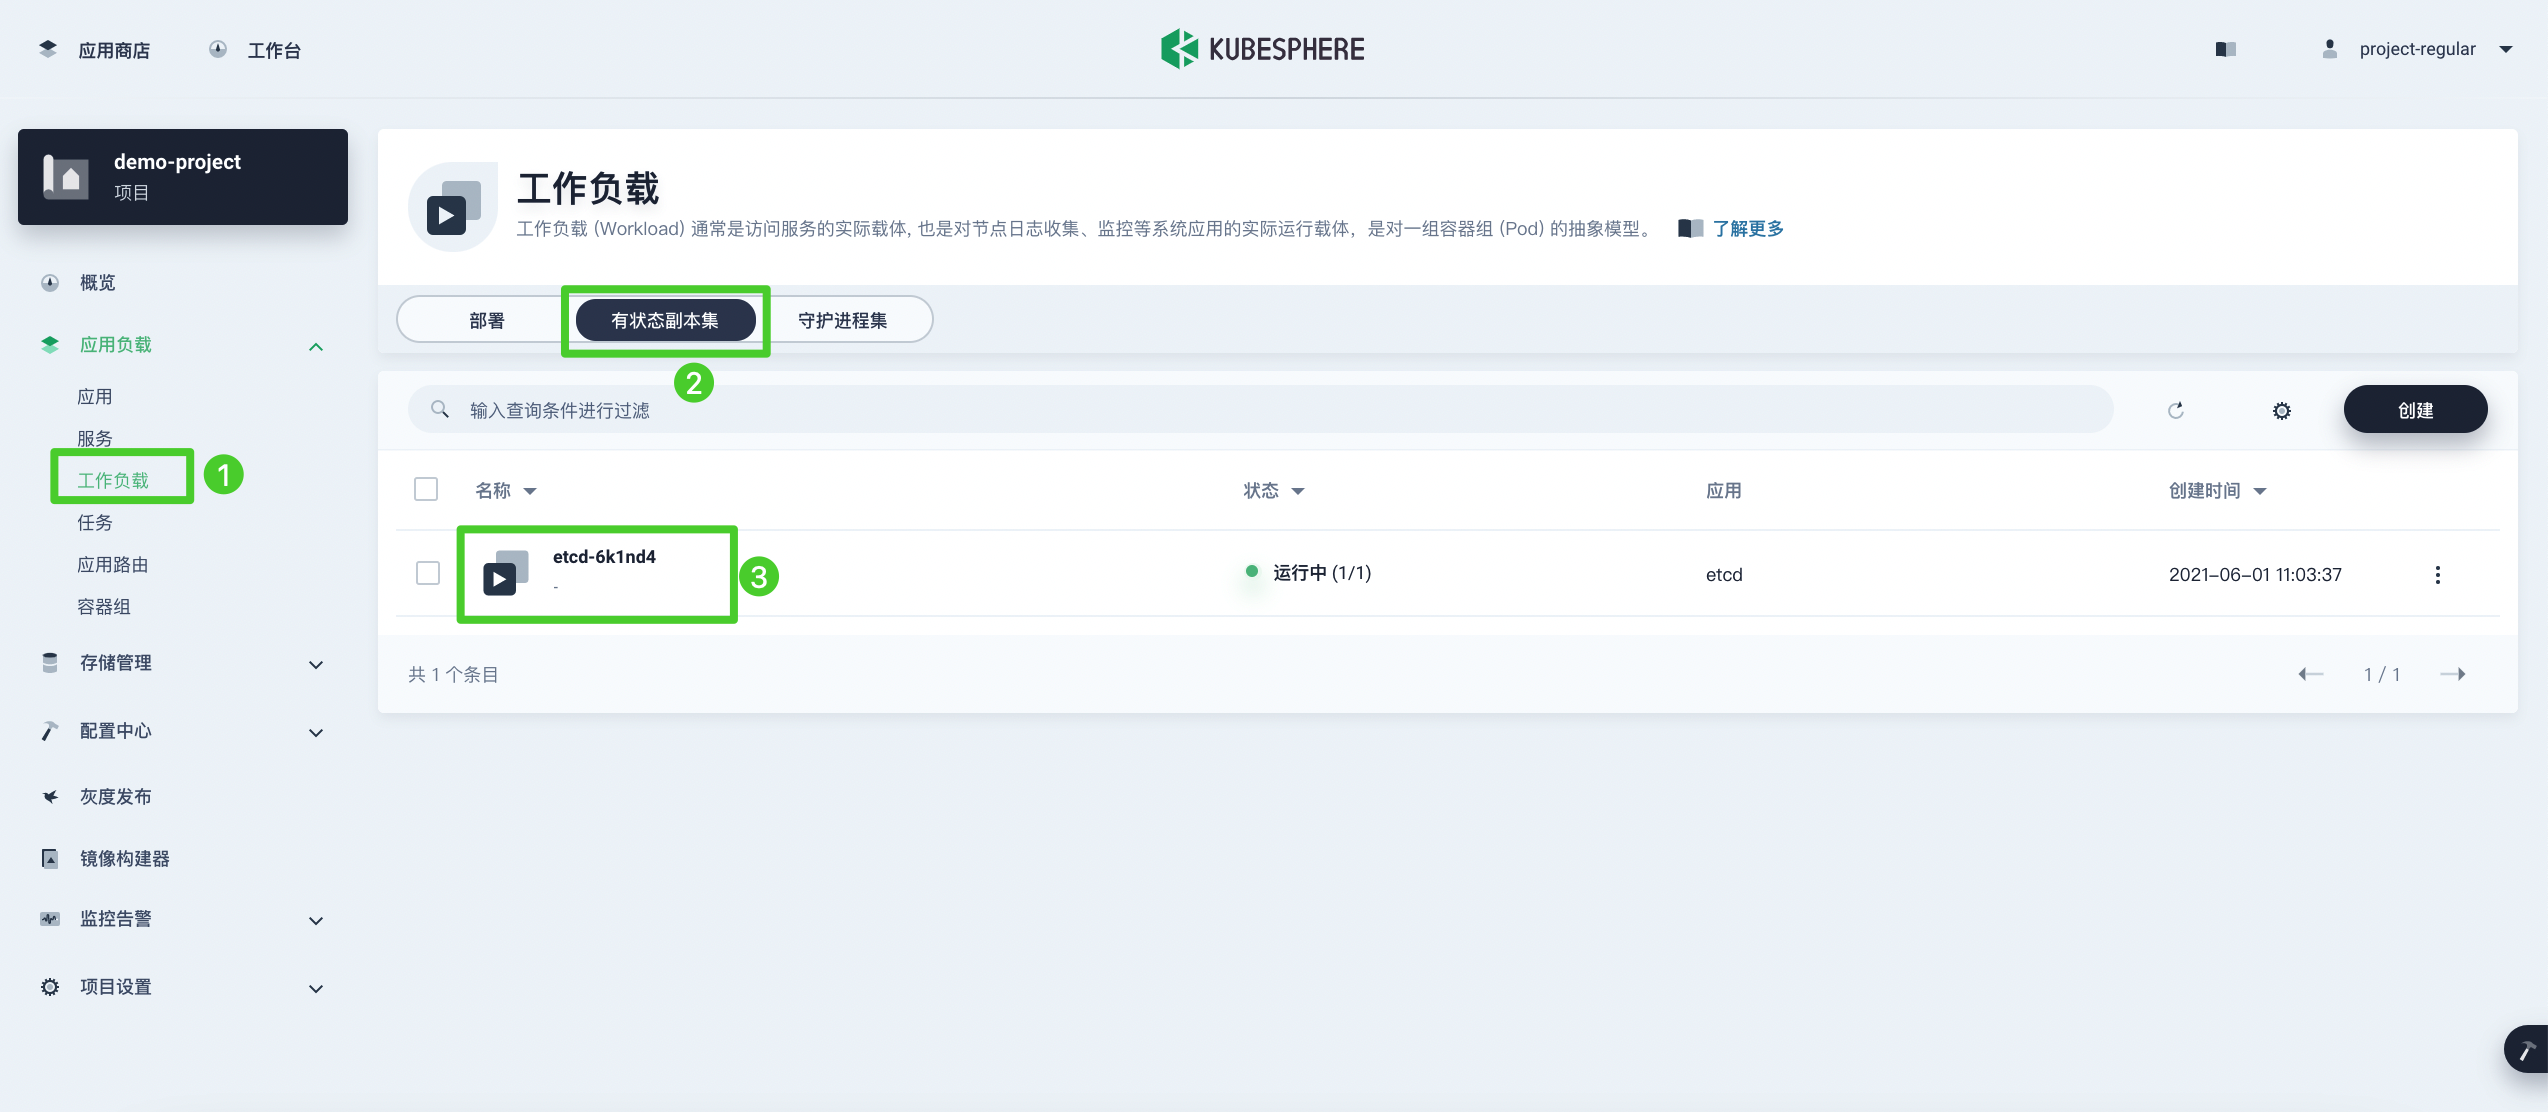 应用商店
工作台
KUBESPHERE
project-regular
demo-project
项目
概览
应用负载
应用
服务
工作负载
1
任务
应用路由
容器组
存储管理
配置中心
灰度发布
镜像构建器
监控告警
项目设置
工作负载
工作负载 (Workload) 通常是访问服务的实际载体, 也是对节点日志收集、监控等系统应用的实际运行载体，是对一组容器组 (Pod) 的抽象模型。 了解更多
部署
有状态副本集
守护进程集
2
输入查询条件进行过滤
创建
名称
状态
应用
创建时间
etcd-6k1nd4
-
3
运行中 (1/1)
etcd
2021-06-01 11:03:37
共 1 个条目
1 / 1